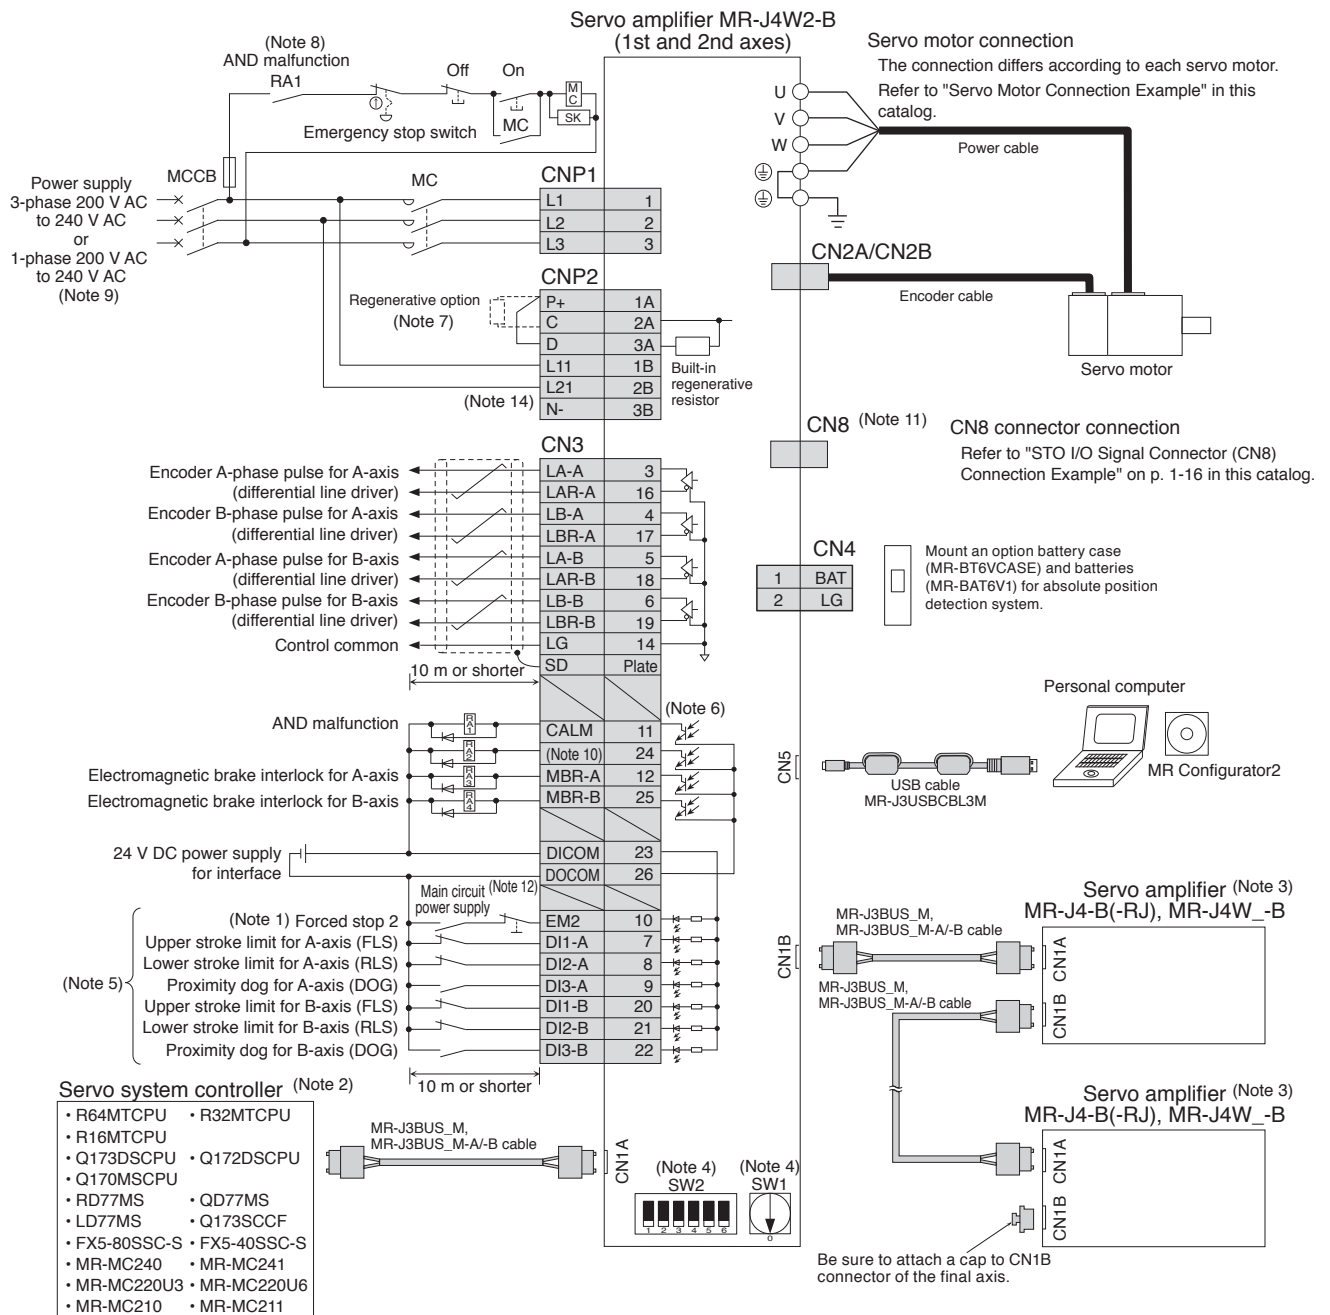 Servo amplifier MR-J4W2-B
(1st and 2nd axes)
(Note 8)
AND malfunction
RA1
Off
On
M
C
SK
MC
Emergency stop switch
Servo motor connection
The connection differs according to each servo motor.
Refer to "Servo Motor Connection Example" in this
catalog.
U
V
W
Power cable
MCCB
MC
Power supply
3-phase 200 V AC
to 240 V AC
or
1-phase 200 V AC
to 240 V AC
(Note 9)
CNP1
L1 1
L2 2
L3 3
CN2A/CN2B
Encoder cable
Servo motor
CNP2
Regenerative option
(Note 7)
P+ 1A
C 2A
D 3A
L11 1B
L21 2B
N- 3B
(Note 14)
Built-in
regenerative
resistor
CN8 (Note 11)
CN8 connector connection
Refer to "STO I/O Signal Connector (CN8)
Connection Example" on p. 1-16 in this catalog.
CN3
Encoder A-phase pulse for A-axis
(differential line driver)
Encoder B-phase pulse for A-axis
(differential line driver)
Encoder A-phase pulse for B-axis
(differential line driver)
Encoder B-phase pulse for B-axis
(differential line driver)
Control common
10 m or shorter
LA-A 3
LAR-A 16
LB-A 4
LBR-A 17
LA-B 5
LAR-B 18
LB-B 6
LBR-B 19
LG 14
SD Plate
CN4
1 BAT
2 LG
Mount an option battery case
(MR-BT6VCASE) and batteries
(MR-BAT6V1) for absolute position
detection system.
(Note 6)
AND malfunction
RA1
CALM 11
RA2
(Note 10) 24
Electromagnetic brake interlock for A-axis
RA3
MBR-A 12
Electromagnetic brake interlock for B-axis
RA4
MBR-B 25
Personal computer
CN5
USB cable
MR-J3USBCBL3M
MR Configurator2
24 V DC power supply
for interface
DICOM 23
DOCOM 26
Main circuit
power supply
(Note 12)
(Note 1) Forced stop 2
EM2 10
Upper stroke limit for A-axis (FLS)
DI1-A 7
Lower stroke limit for A-axis (RLS)
DI2-A 8
(Note 5)
Proximity dog for A-axis (DOG)
DI3-A 9
Upper stroke limit for B-axis (FLS)
DI1-B 20
Lower stroke limit for B-axis (RLS)
DI2-B 21
Proximity dog for B-axis (DOG)
DI3-B 22
10 m or shorter
CN1B
MR-J3BUS_M,
MR-J3BUS_M-A/-B cable
MR-J3BUS_M,
MR-J3BUS_M-A/-B cable
Servo amplifier (Note 3)
MR-J4-B(-RJ), MR-J4W_-B
CN1A
CN1B
Servo amplifier (Note 3)
MR-J4-B(-RJ), MR-J4W_-B
CN1A
CN1B
Be sure to attach a cap to CN1B
connector of the final axis.
Servo system controller (Note 2)
• R64MTCPU • R32MTCPU
• R16MTCPU
• Q173DSCPU • Q172DSCPU
• Q170MSCPU
• RD77MS • QD77MS
• LD77MS • Q173SCCF
• FX5-80SSC-S • FX5-40SSC-S
• MR-MC240 • MR-MC241
• MR-MC220U3 • MR-MC220U6
• MR-MC210 • MR-MC211
MR-J3BUS_M,
MR-J3BUS_M-A/-B cable
CN1A
(Note 4)
SW2
1 2 3 4 5 6
(Note 4)
SW1
0